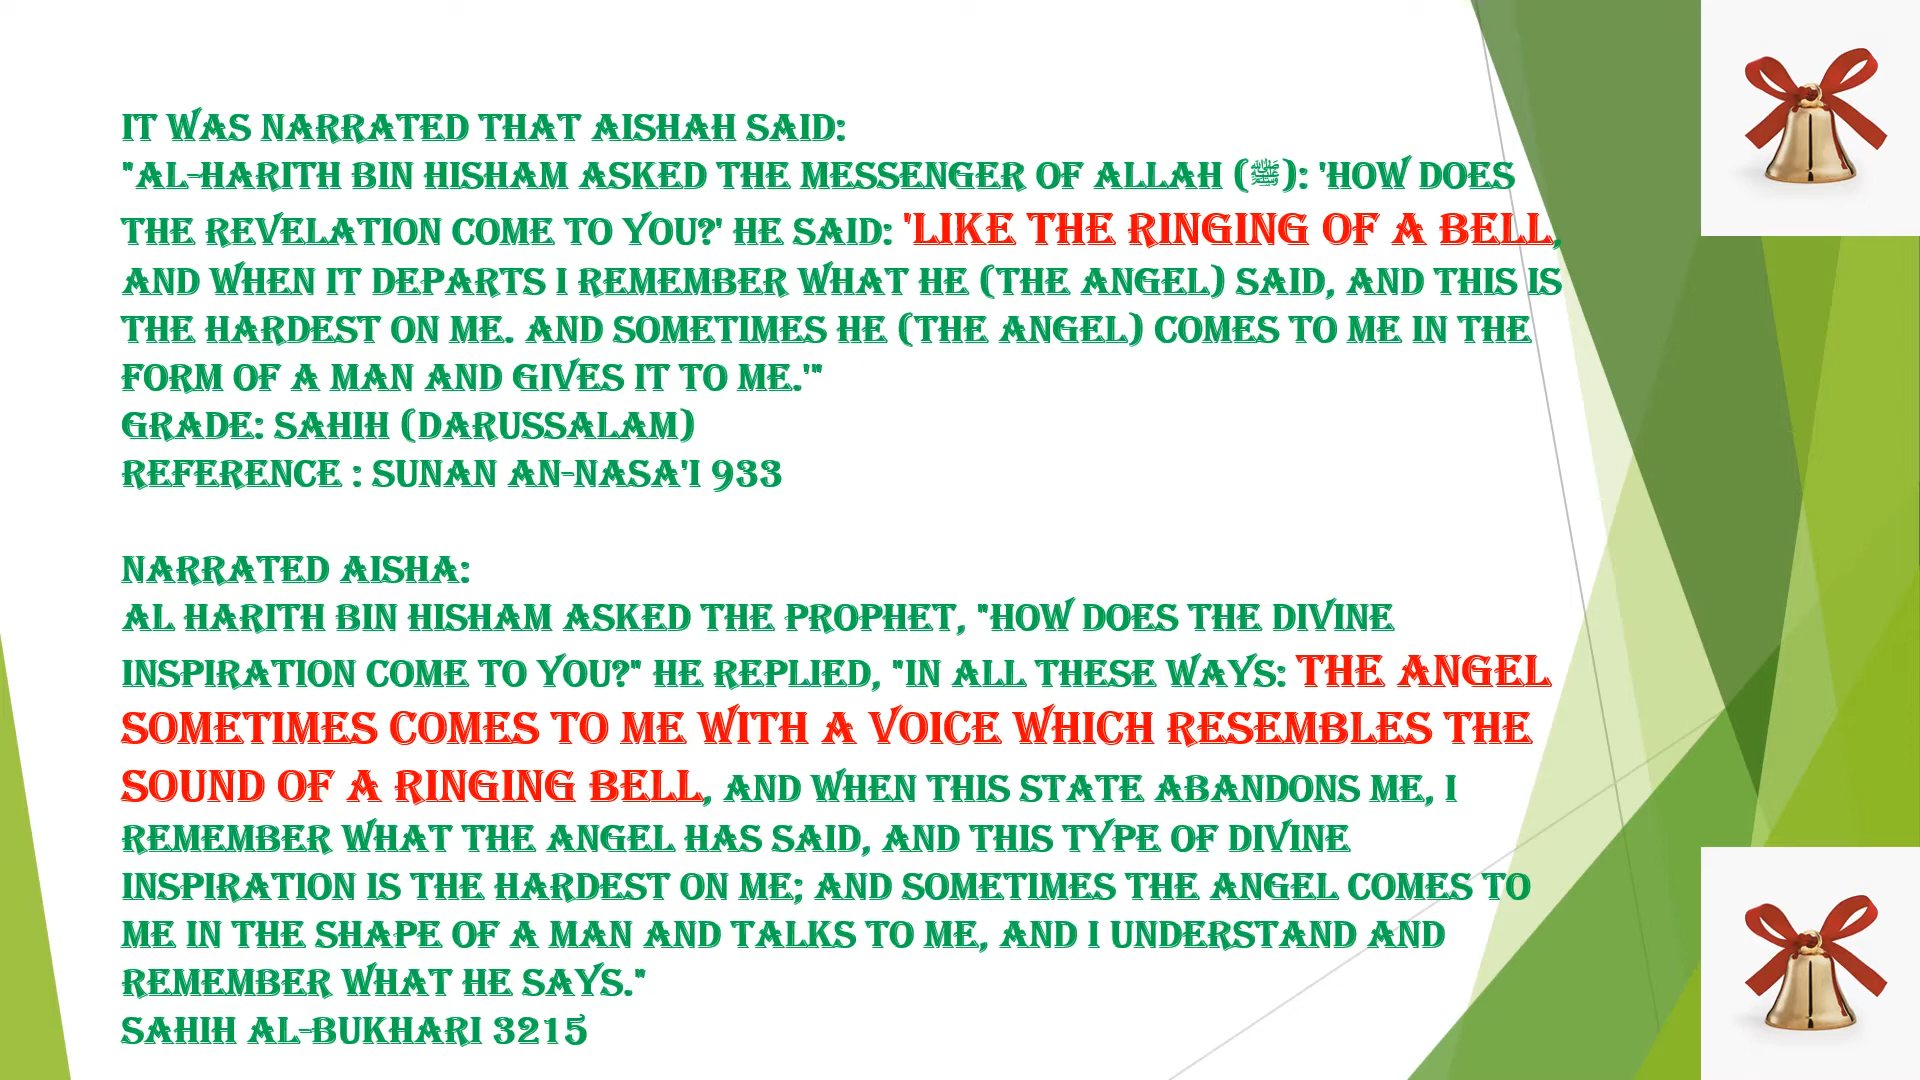 IT WAS NARRATED THAT AISHAH SAID:
"AL-HARITH BIN HISHAM ASKED THE MESSENGER OF ALLAH (ﷺ): 'HOW DOES
THE REVELATION COME TO YOU?' HE SAID: 'LIKE THE RINGING OF A BELL,
AND WHEN IT DEPARTS I REMEMBER WHAT HE (THE ANGEL) SAID, AND THIS IS
THE HARDEST ON ME. AND SOMETIMES HE (THE ANGEL) COMES TO ME IN THE
FORM OF A MAN AND GIVES IT TO ME.'"
GRADE: SAHIH (DARUSSALAM)
REFERENCE : SUNAN AN-NASA'I 933
NARRATED AISHA:
AL HARITH BIN HISHAM ASKED THE PROPHET, "HOW DOES THE DIVINE
INSPIRATION COME TO YOU?" HE REPLIED, "IN ALL THESE WAYS: THE ANGEL
SOMETIMES COMES TO ME WITH A VOICE WHICH RESEMBLES THE
SOUND OF A RINGING BELL, AND WHEN THIS STATE ABANDONS ME, I
REMEMBER WHAT THE ANGEL HAS SAID, AND THIS TYPE OF DIVINE
INSPIRATION IS THE HARDEST ON ME; AND SOMETIMES THE ANGEL COMES TO
ME IN THE SHAPE OF A MAN AND TALKS TO ME, AND I UNDERSTAND AND
REMEMBER WHAT HE SAYS."
SAHIH AL-BUKHARI 3215